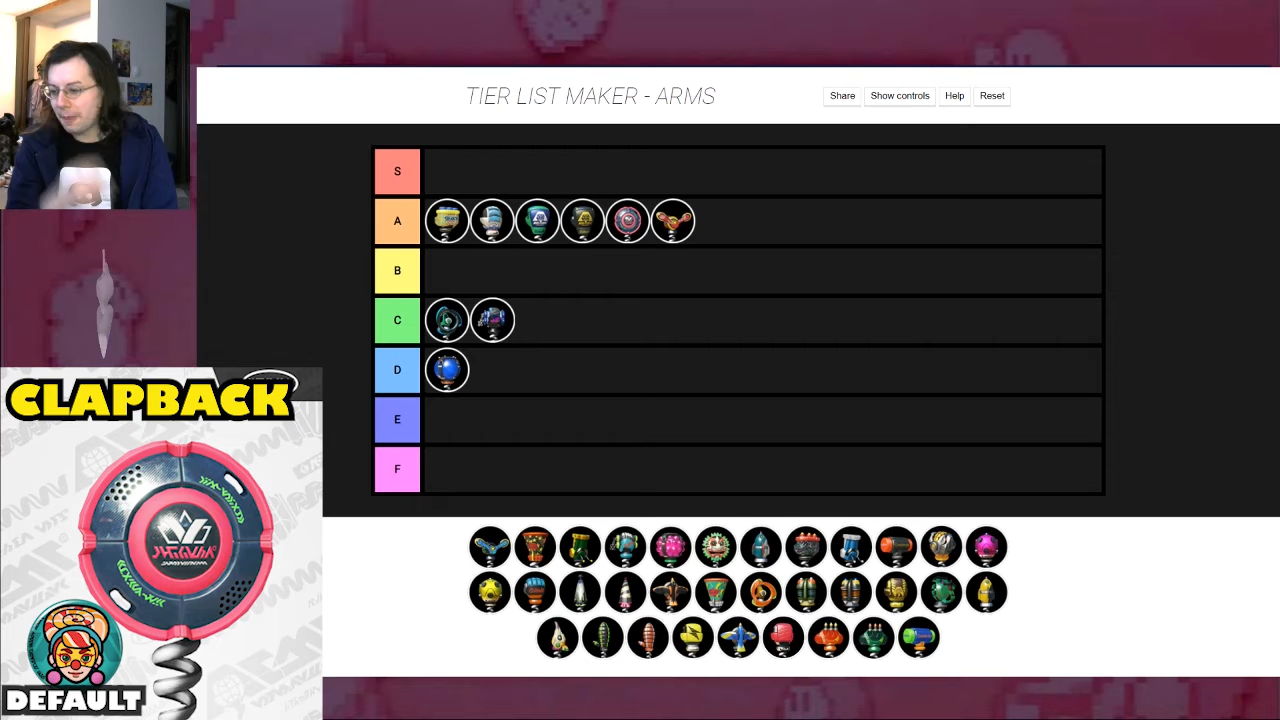 TIER LIST MAKER - ARMS
Share
Show controls
Help
Reset
S
A
B
C
D
E
F
CLAPBACK
DEFAULT